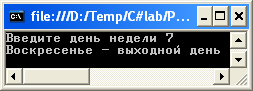 file:///D:/Temp/C#lab/P...
Введите день недели 7
Воскресенье - выходной день